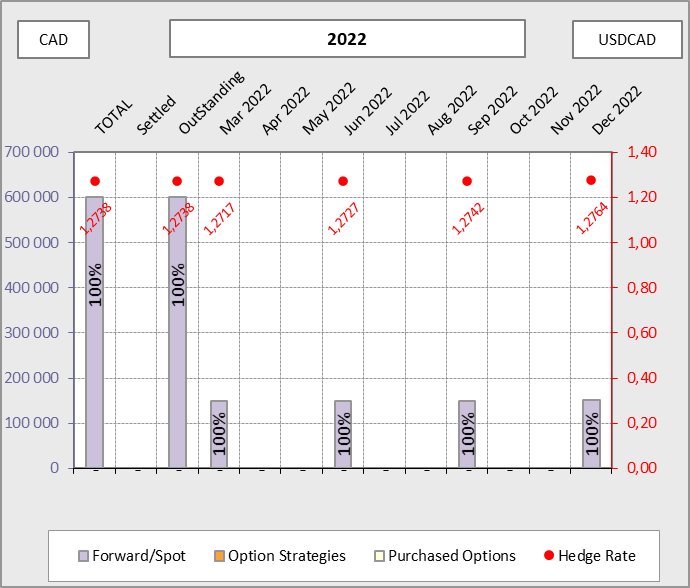 CAD
2022
USDCAD
TOTAL
Settled
OutStanding
Mar 2022
Apr 2022
May 2022
Jun 2022
Jul 2022
Aug 2022
Sep 2022
Oct 2022
Nov 2022
Dec 2022
700 000
600 000
500 000
400 000
300 000
200 000
100 000
0
1,40
1,20
1,00
0,80
0,60
0,40
0,20
0,00
1,2738
1,2738
1,2717
1,2727
1,2742
1,2764
100%
100%
100%
100%
100%
100%
- - - - - - - - - - - - -
Forward/Spot
Option Strategies
Purchased Options
Hedge Rate